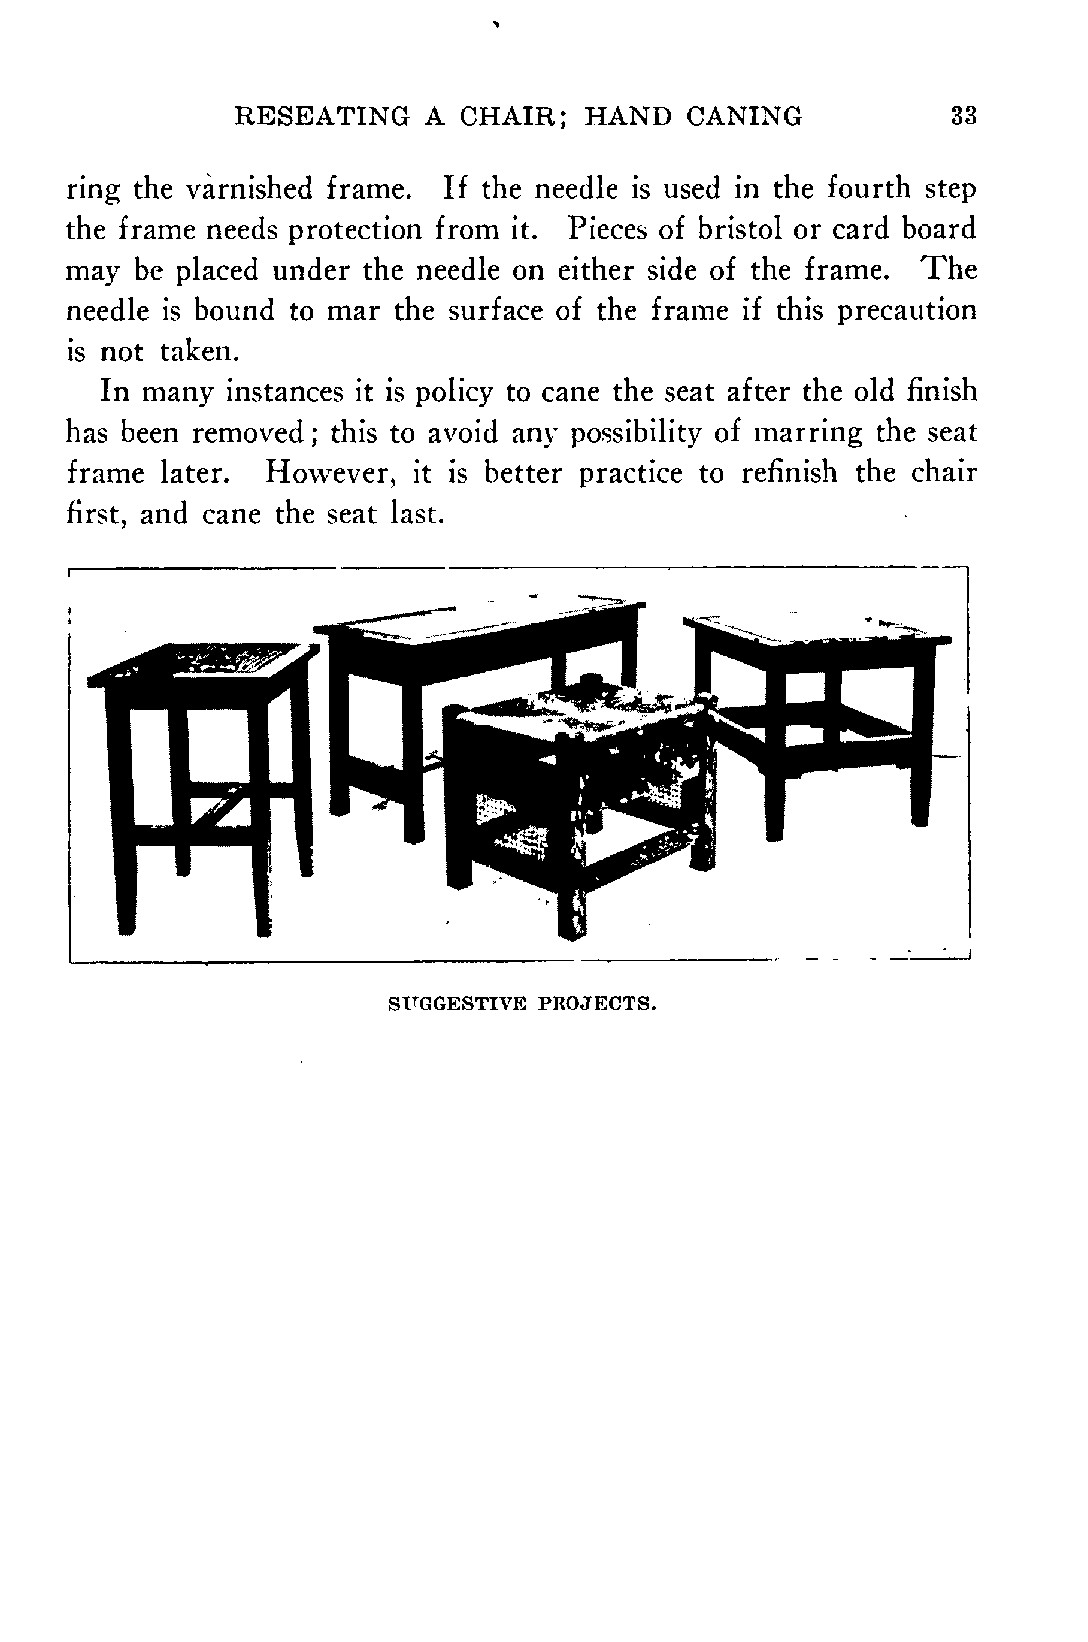 RESEATING A CHAIR; HAND CANING 33
ring the varnished frame. If the needle is used in the fourth step
the frame needs protection from it. Pieces of bristol or card board
may be placed under the needle on either side of the frame. The
needle is bound to mar the surface of the frame if this precaution
is not taken.
In many instances it is policy to cane the seat after the old finish
has been removed; this to avoid any possibility of marring the seat
frame later. However, it is better practice to refinish the chair
first, and cane the seat last.
SUGGESTIVE PROJECTS.